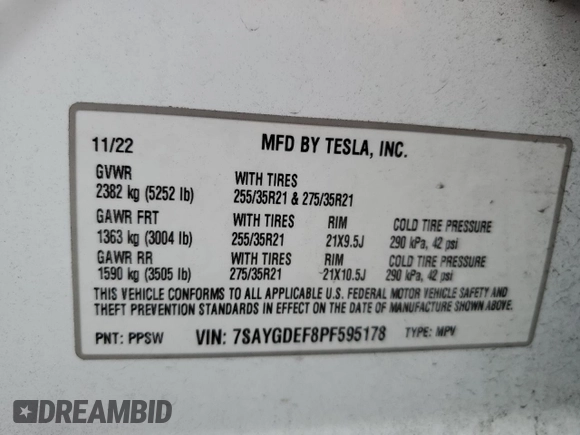 11/22 MFD BY TESLA, INC.
GVWR WITH TIRES
2382 kg (5252 lb) 255/35R21 & 275/35R21
GAWR FRT WITH TIRES RIM COLD TIRE PRESSURE
1363 kg (3004 lb) 255/35R21 21X9.5J 290 kPa, 42 psi
GAWR RR WITH TIRES RIM COLD TIRE PRESSURE
1590 kg (3505 lb) 275/35R21 21X10.5J 290 kPa, 42 psi
THIS VEHICLE CONFORMS TO ALL APPLICABLE U.S. FEDERAL MOTOR VEHICLE SAFETY AND
THEFT PREVENTION STANDARDS IN EFFECT ON THE DATE OF MANUFACTURE SHOWN ABOVE.
PNT: PPSW VIN: 7SAYGDEF8PF595178 TYPE: MPV
DREAMBID